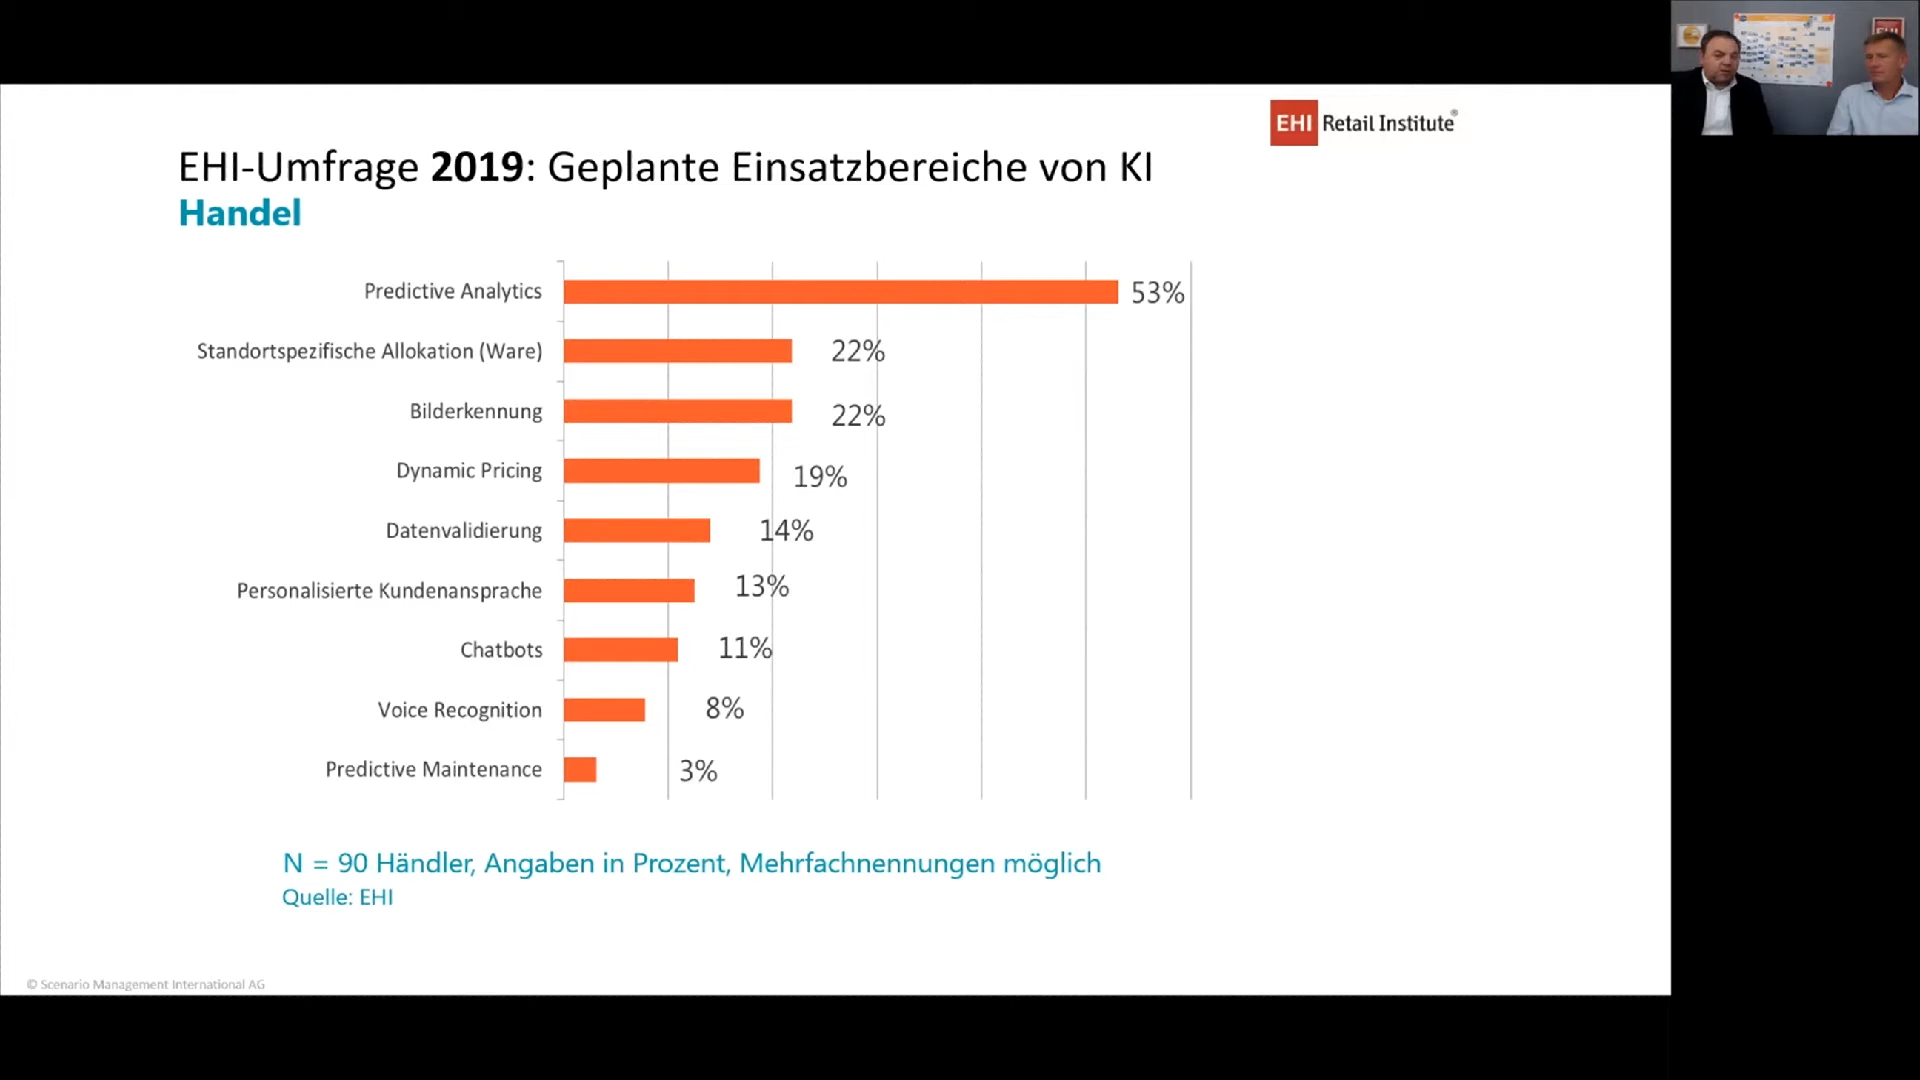 EHI Retail Institute®
EHI-Umfrage 2019: Geplante Einsatzbereiche von KI
Handel
Predictive Analytics 53%
Standortspezifische Allokation (Ware) 22%
Bilderkennung 22%
Dynamic Pricing 19%
Datenvalidierung 14%
Personalisierte Kundenansprache 13%
Chatbots 11%
Voice Recognition 8%
Predictive Maintenance 3%
N = 90 Händler, Angaben in Prozent, Mehrfachnennungen möglich
Quelle: EHI
© Scenario Management International AG
EHI